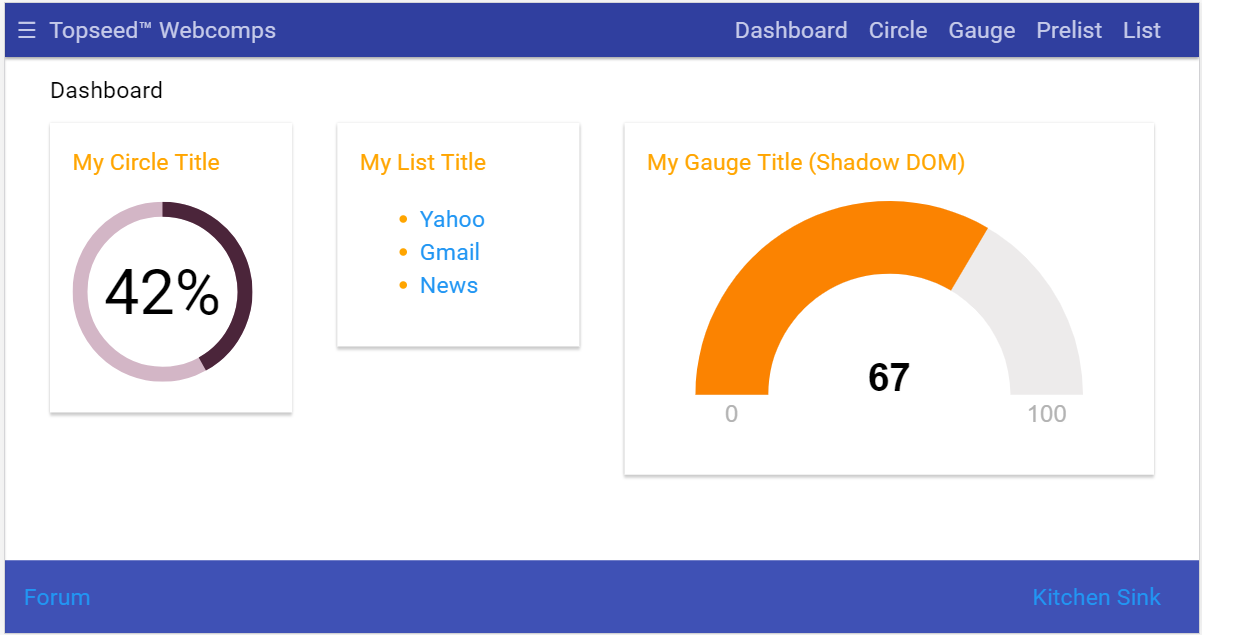 ☰ Topseed™ Webcomps Dashboard Circle Gauge Prelist List
Dashboard
My Circle Title
42%
My List Title
• Yahoo
• Gmail
• News
My Gauge Title (Shadow DOM)
67
0 100
Forum Kitchen Sink